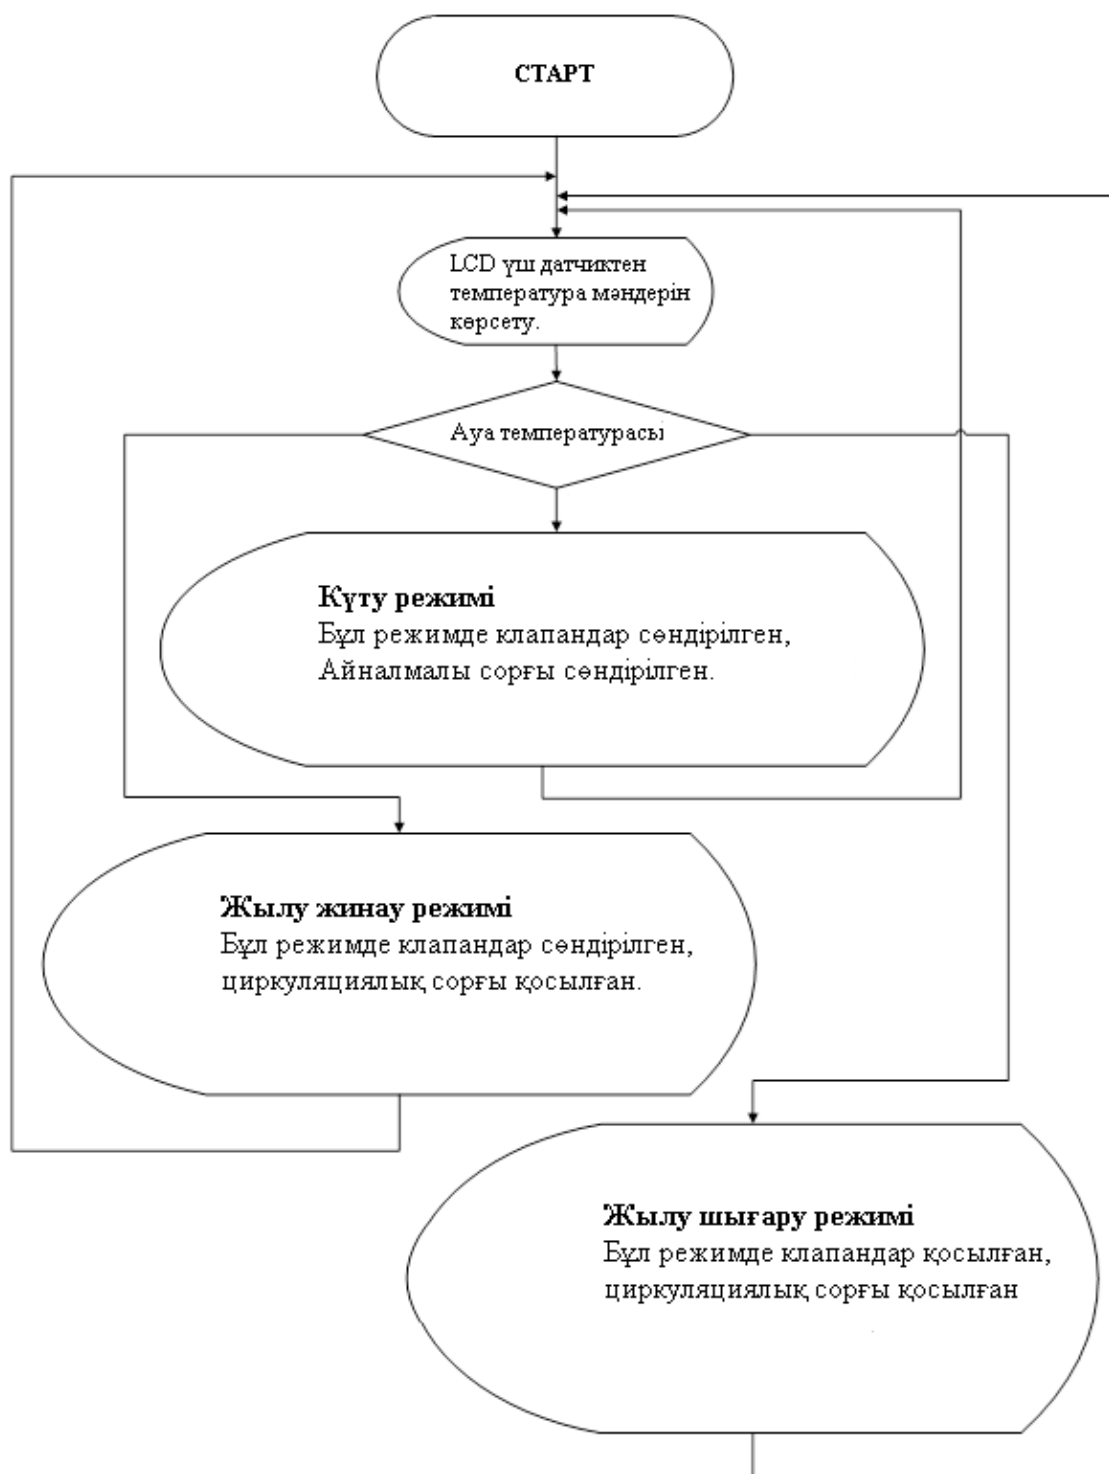 СТАРТ
LCD үш датчиктен
температура мәндерін
көрсету.
Ауа температурасы
Күту режимі
Бұл режимде клапандар сөндірілген,
Айналмалы сорғы сөндірілген.
Жылу жинау режимі
Бұл режимде клапандар сөндірілген,
циркуляциялық сорғы қосылған.
Жылу шығару режимі
Бұл режимде клапандар қосылған,
циркуляциялық сорғы қосылған